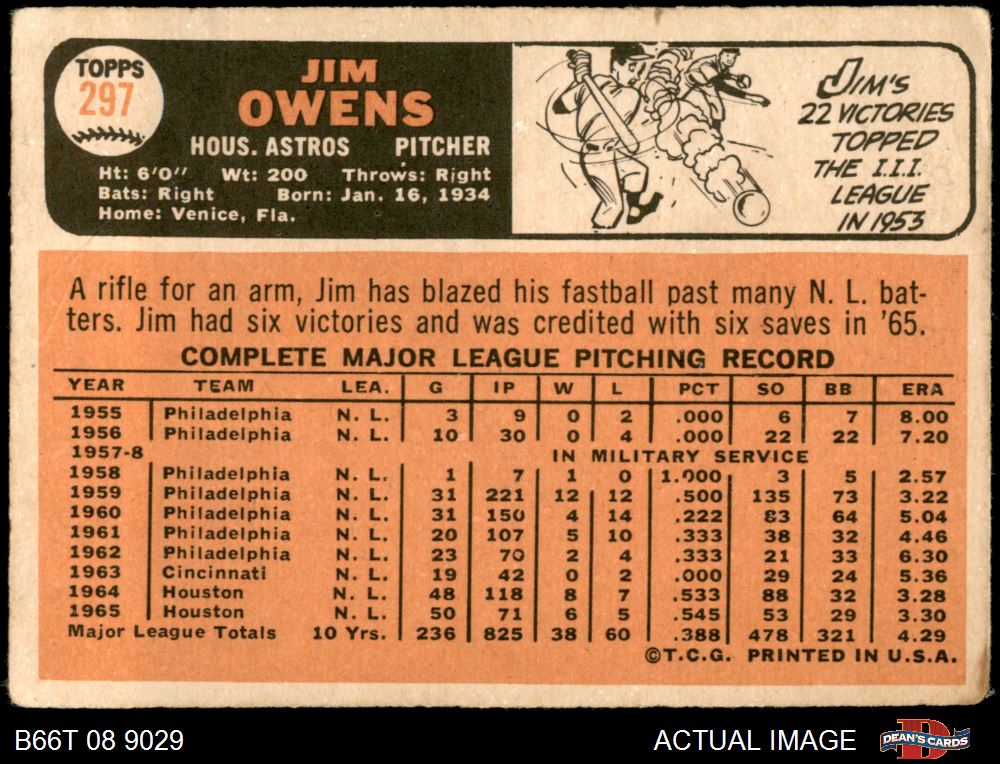 TOPPS
297
JIM
OWENS
HOUS. ASTROS PITCHER
Ht: 6'0" Wt: 200 Throws: Right
Bats: Right Born: Jan. 16, 1934
Home: Venice, Fla.
JIM'S
22 VICTORIES
TOPPED
THE I.I.I.
LEAGUE
IN 1953
A rifle for an arm, Jim has blazed his fastball past many N. L. bat-
ters. Jim had six victories and was credited with six saves in '65.
COMPLETE MAJOR LEAGUE PITCHING RECORD
YEAR TEAM LEA. G IP W L PCT SO BB ERA
1955 Philadelphia N. L. 3 9 0 2 .000 6 7 8.00
1956 Philadelphia N. L. 10 30 0 4 .000 22 22 7.20
1957-8 IN MILITARY SERVICE
1958 Philadelphia N. L. 1 7 1 0 1.000 3 5 2.57
1959 Philadelphia N. L. 31 221 12 12 .500 135 73 3.22
1960 Philadelphia N. L. 31 150 4 14 .222 83 64 5.04
1961 Philadelphia N. L. 20 107 5 10 .333 38 32 4.46
1962 Philadelphia N. L. 23 70 2 4 .333 21 33 6.30
1963 Cincinnati N. L. 19 42 0 2 .000 29 24 5.36
1964 Houston N. L. 48 118 8 7 .533 88 32 3.28
1965 Houston N. L. 50 71 6 5 .545 53 29 3.30
Major League Totals 10 Yrs. 236 825 38 60 .388 478 321 4.29
©T.C.G. PRINTED IN U.S.A.
B66T 08 9029
ACTUAL IMAGE
D
DEAN'S CARDS